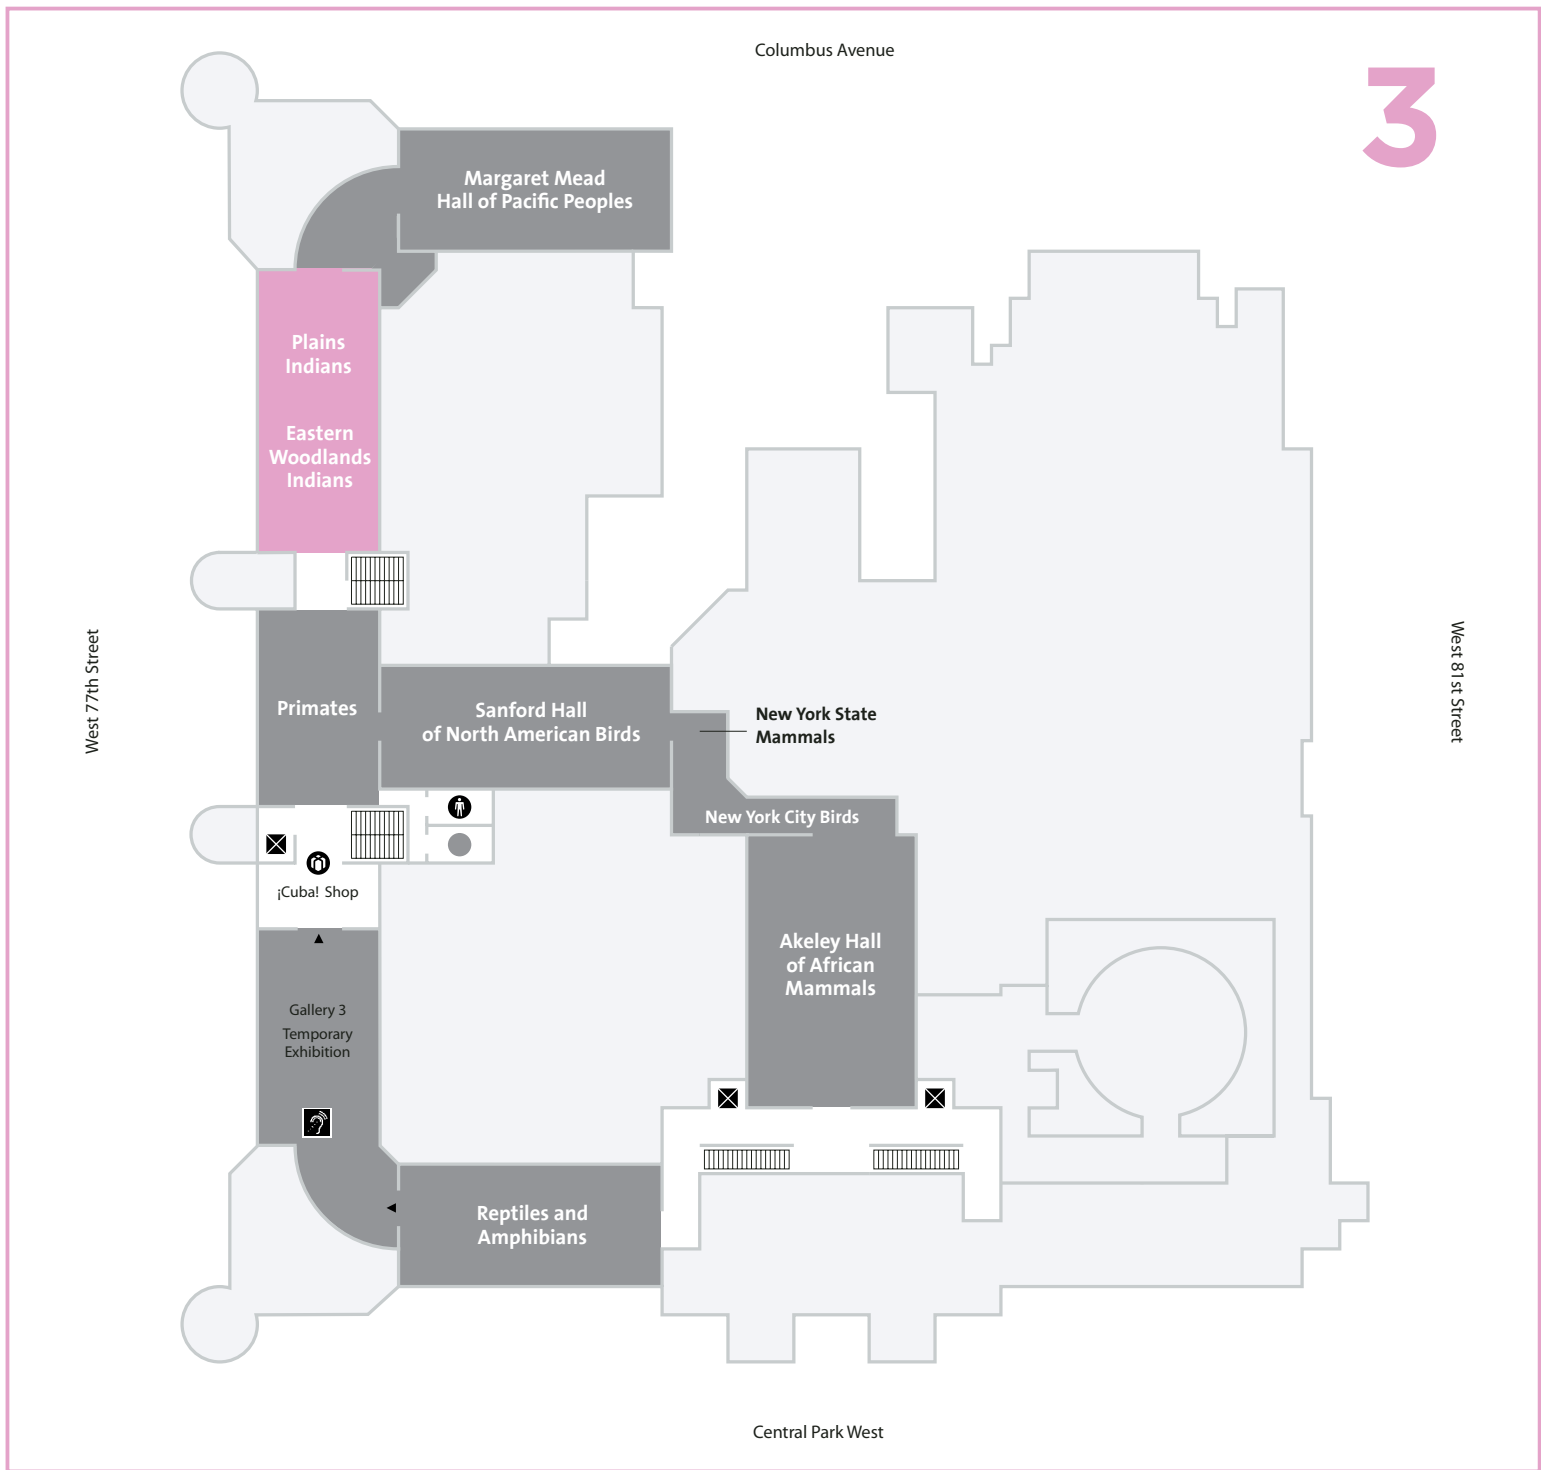 Columbus Avenue
3
Margaret Mead
Hall of Pacific Peoples
Plains
Indians
Eastern
Woodlands
Indians
West 77th Street
West 81st Street
Primates
Sanford Hall
of North American Birds
New York State
Mammals
New York City Birds
¡Cuba! Shop
Akeley Hall
of African
Mammals
Gallery 3
Temporary
Exhibition
Reptiles and
Amphibians
Central Park West